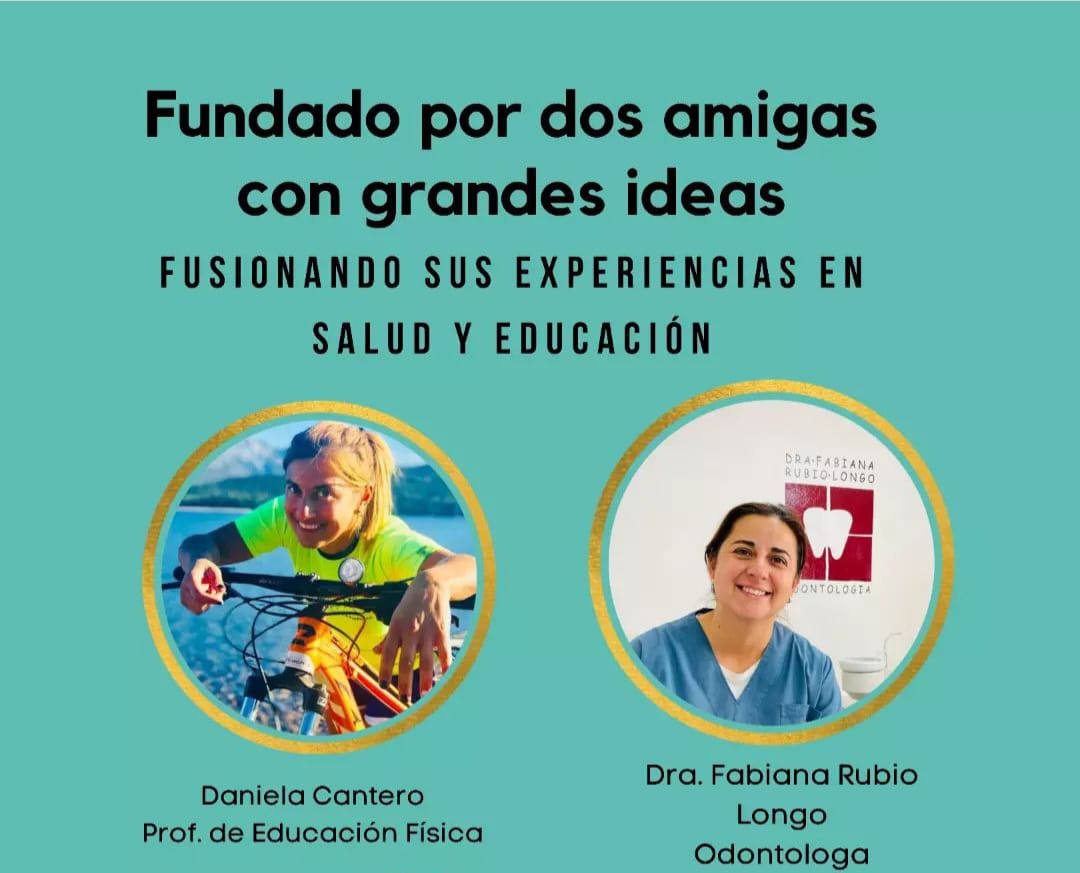 Fundado por dos amigas
con grandes ideas
FUSIONANDO SUS EXPERIENCIAS EN
SALUD Y EDUCACIÓN
DRA·FABIANA
RUBIO·LONGO
ODONTOLOGIA
Daniela Cantero
Prof. de Educación Física
Dra. Fabiana Rubio
Longo
Odontologa